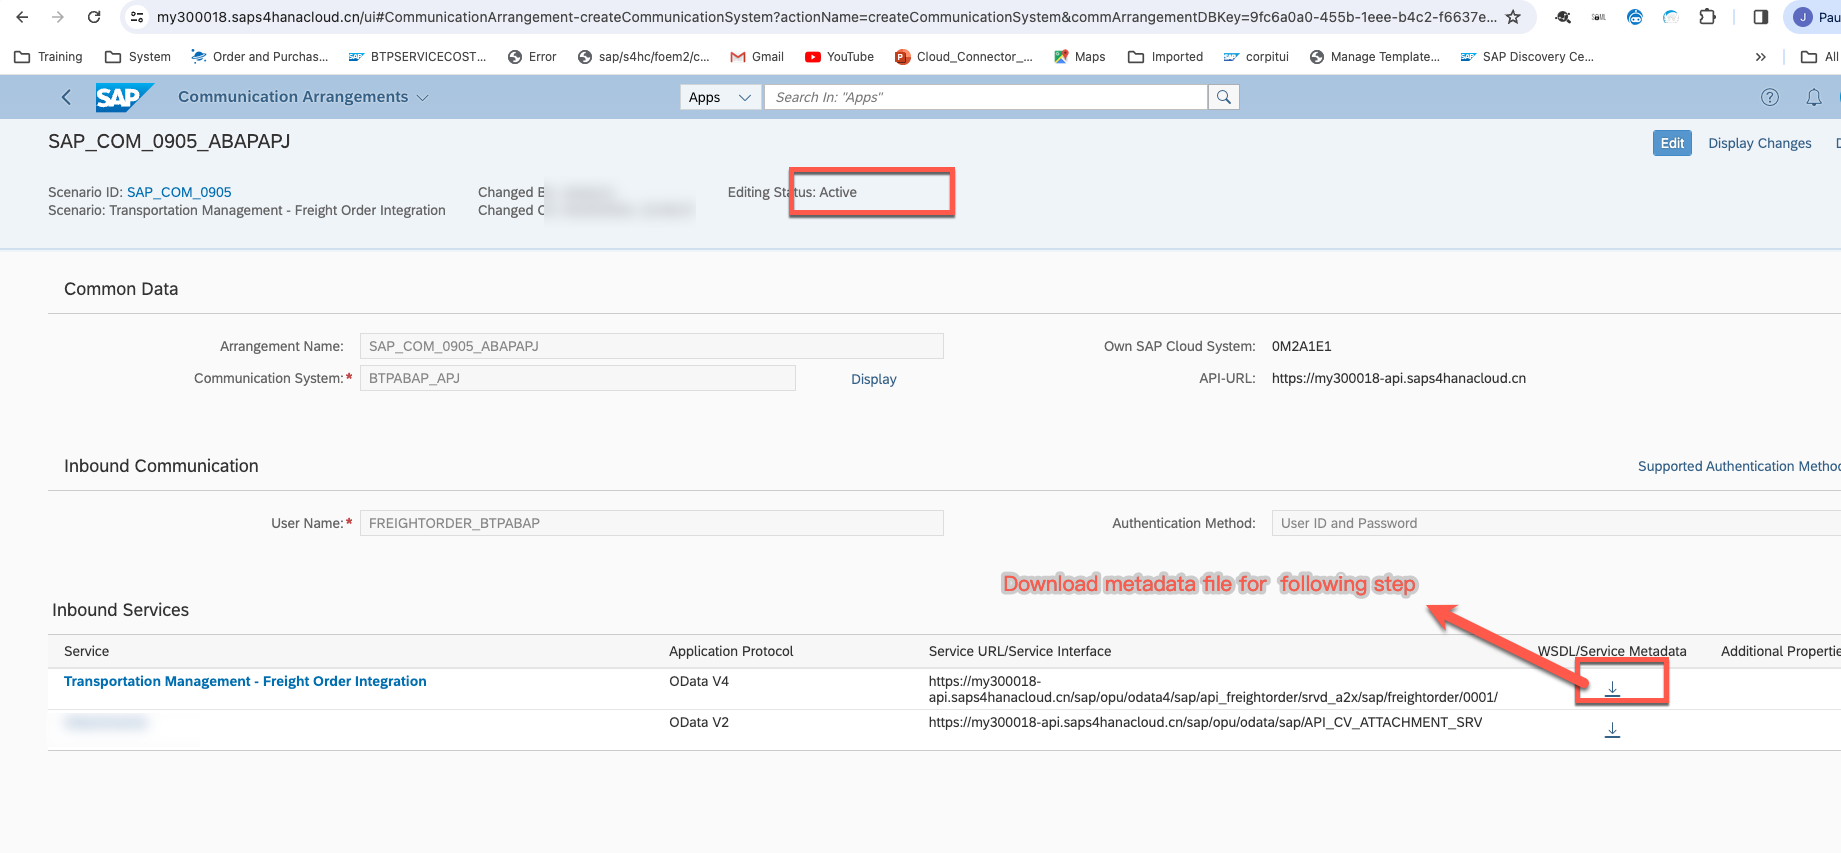 my300018.saps4hanacloud.cn/ui#CommunicationArrangement-createCommunicationSystem?actionName=createCommunicationSystem&commArrangementDBKey=9fc6a0a0-455b-1eee-b4c2-f6637e...
J Pau
Training System Order and Purchas... BTPSERVICECOST... Error sap/s4hc/foem2/c... Gmail YouTube Cloud_Connector_... Maps Imported corpitui Manage Template... SAP Discovery Ce... » All
SAP Communication Arrangements Apps Search In: "Apps"
SAP_COM_0905_ABAPAPJ
Edit Display Changes
Scenario ID: SAP_COM_0905 Changed Editing Status: Active
Scenario: Transportation Management - Freight Order Integration Changed
Common Data
Arrangement Name: SAP_COM_0905_ABAPAPJ Own SAP Cloud System: 0M2A1E1
Communication System:* BTPABAP_APJ Display API-URL: https://my300018-api.saps4hanacloud.cn
Inbound Communication Supported Authentication Method
User Name:* FREIGHTORDER_BTPABAP Authentication Method: User ID and Password
Download metadata file for following step
Inbound Services
Service Application Protocol Service URL/Service Interface WSDL/Service Metadata Additional Propertie
Transportation Management - Freight Order Integration OData V4 https://my300018-
api.saps4hanacloud.cn/sap/opu/odata4/sap/api_freightorder/srvd_a2x/sap/freightorder/0001/
OData V2 https://my300018-api.saps4hanacloud.cn/sap/opu/odata/sap/API_CV_ATTACHMENT_SRV